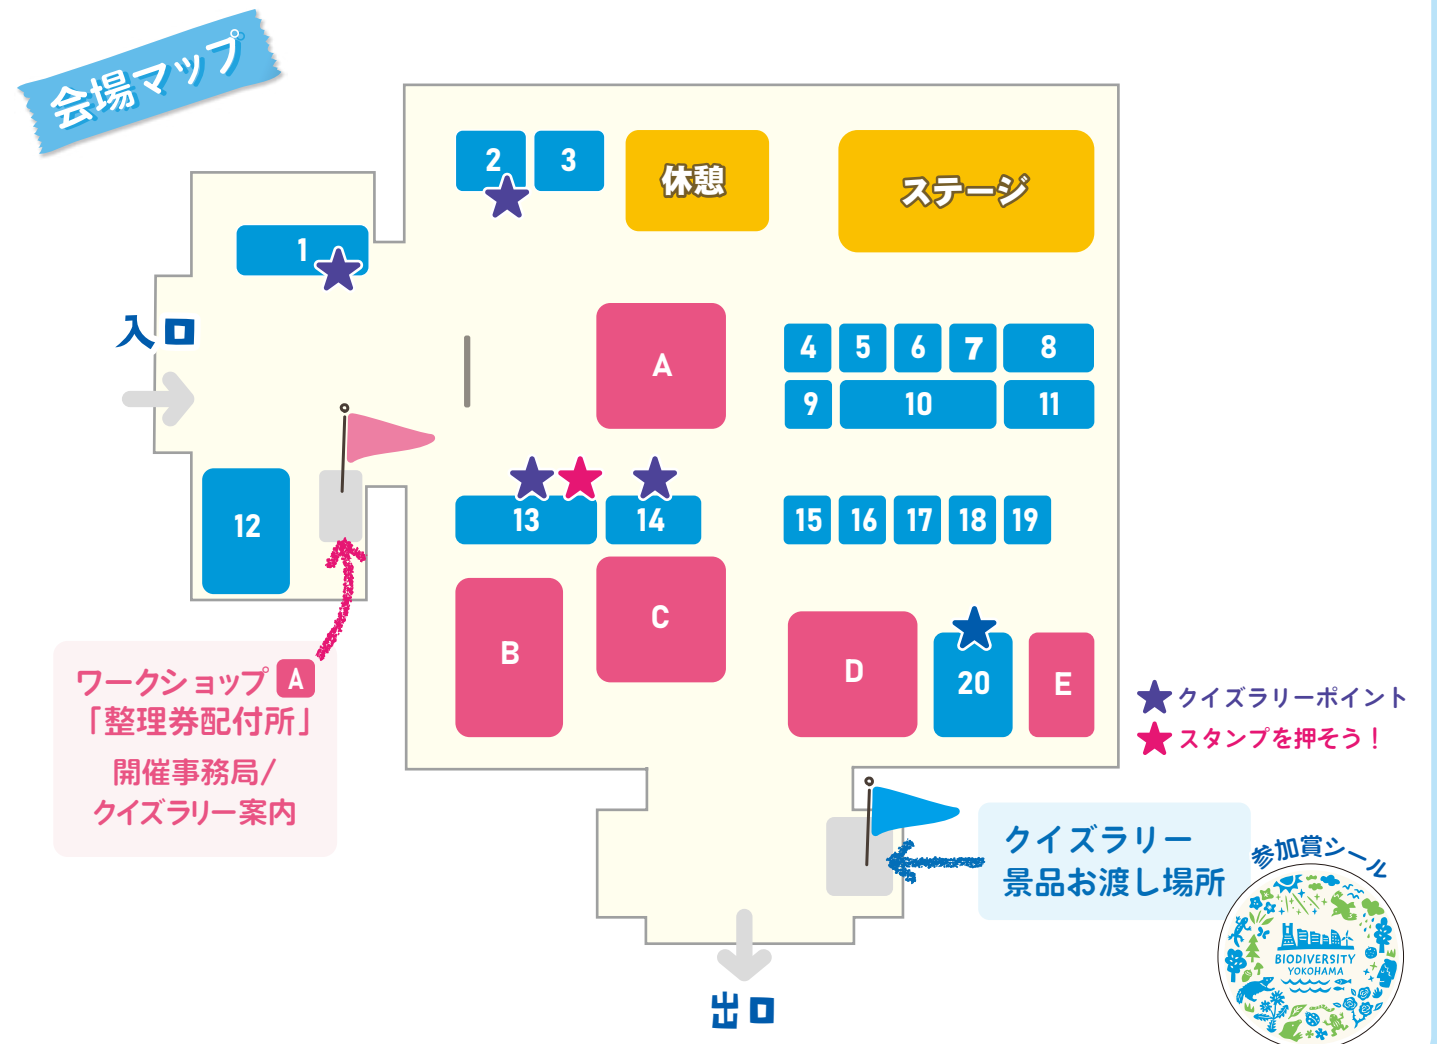 会場マップ
2
3
休憩
ステージ
1
入口
A
4
5
6
7
8
9
10
11
12
13
14
15
16
17
18
19
B
C
D
20
E
ワークショップ A
「整理券配付所」
開催事務局/
クイズラリー案内
クイズラリーポイント
スタンプを押そう！
クイズラリー
景品お渡し場所
参加賞シール
BIODIVERSITY
YOKOHAMA
出口